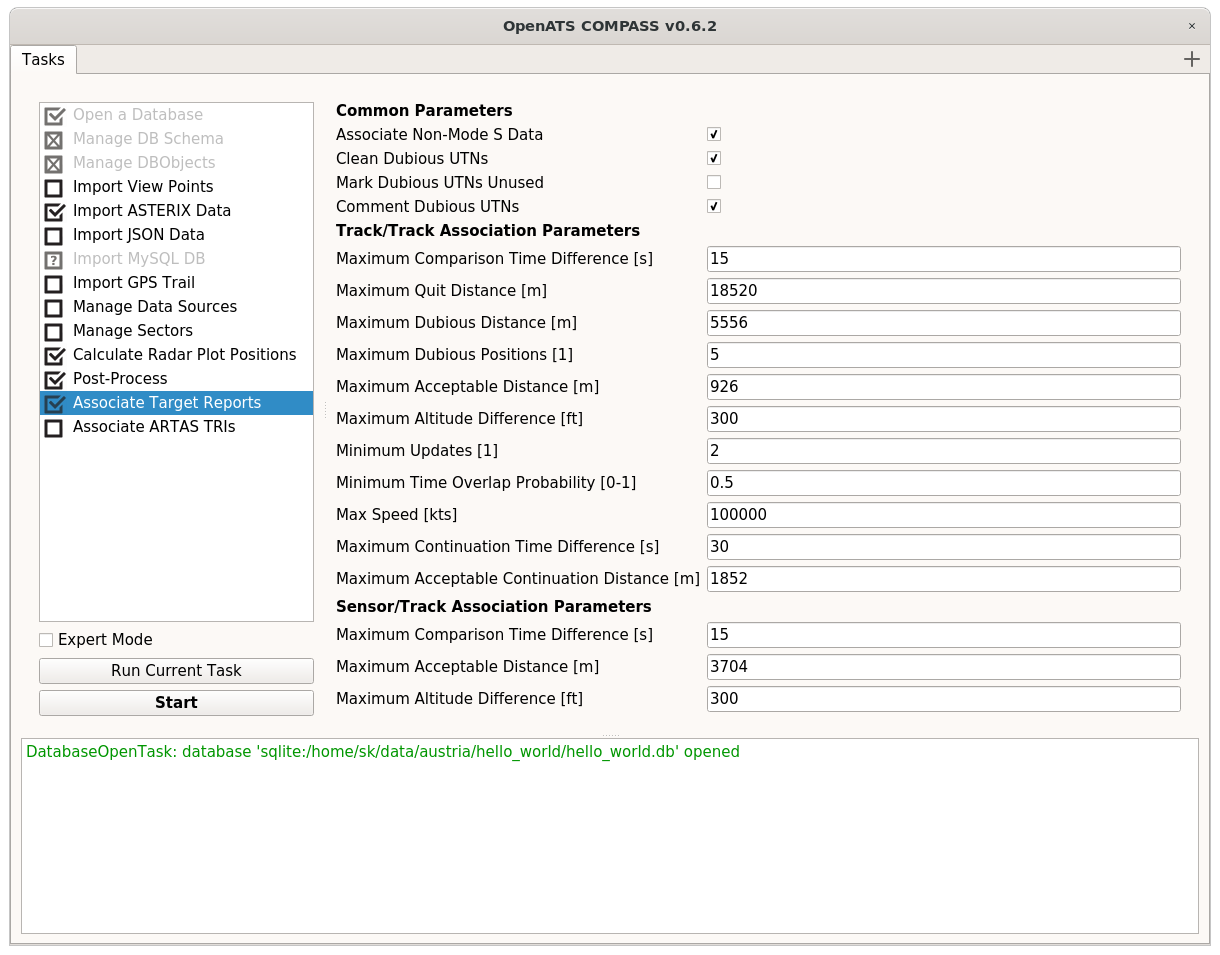 OpenATS COMPASS v0.6.2
Tasks
Open a Database
Manage DB Schema
Manage DBObjects
Import View Points
Import ASTERIX Data
Import JSON Data
Import MySQL DB
Import GPS Trail
Manage Data Sources
Manage Sectors
Calculate Radar Plot Positions
Post-Process
Associate Target Reports
Associate ARTAS TRIs
Expert Mode
Run Current Task
Start
Common Parameters
Associate Non-Mode S Data
Clean Dubious UTNs
Mark Dubious UTNs Unused
Comment Dubious UTNs
Track/Track Association Parameters
Maximum Comparison Time Difference [s] 15
Maximum Quit Distance [m] 18520
Maximum Dubious Distance [m] 5556
Maximum Dubious Positions [1] 5
Maximum Acceptable Distance [m] 926
Maximum Altitude Difference [ft] 300
Minimum Updates [1] 2
Minimum Time Overlap Probability [0-1] 0.5
Max Speed [kts] 100000
Maximum Continuation Time Difference [s] 30
Maximum Acceptable Continuation Distance [m] 1852
Sensor/Track Association Parameters
Maximum Comparison Time Difference [s] 15
Maximum Acceptable Distance [m] 3704
Maximum Altitude Difference [ft] 300
DatabaseOpenTask: database 'sqlite:/home/sk/data/austria/hello_world/hello_world.db' opened